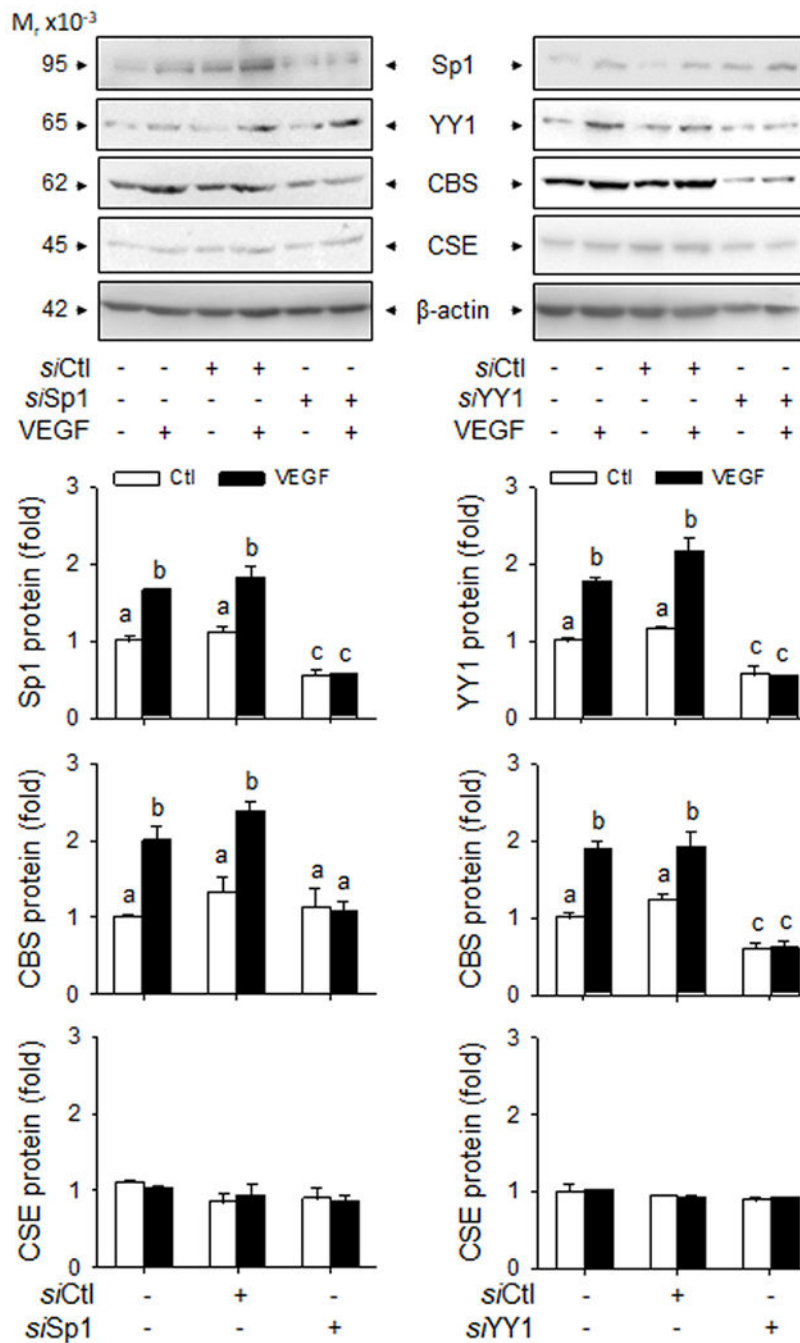 Mr x10-3
95 Sp1
65 YY1
62 CBS
45 CSE
42 β-actin
siCtl - - + + - -
siSp1 - - - - + +
VEGF - + - + - +
siCtl - - + + - -
siYY1 - - - - + +
VEGF - + - + - +
Ctl VEGF
Sp1 protein (fold)
3
2
1
0
a b a b c c
Ctl VEGF
YY1 protein (fold)
3
2
1
0
a b a b c c
CBS protein (fold)
3
2
1
0
a b a b a a
CBS protein (fold)
3
2
1
0
a b a b c c
CSE protein (fold)
3
2
1
0
siCtl - + -
siSp1 - - +
CSE protein (fold)
3
2
1
0
siCtl - + -
siYY1 - - +